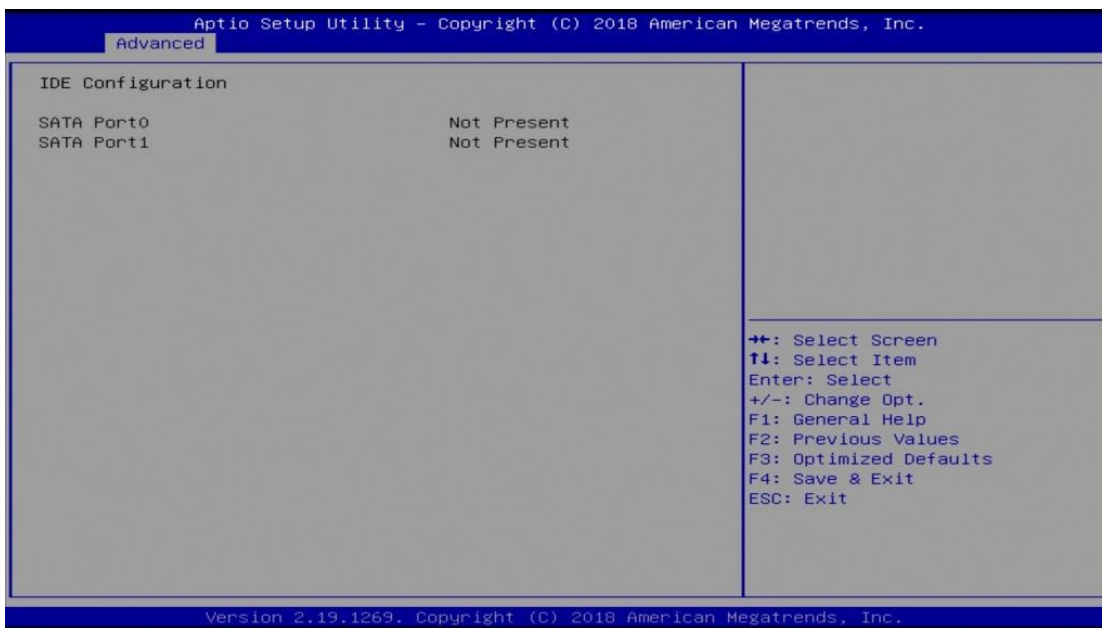 Aptio Setup Utility – Copyright (C) 2018 American Megatrends, Inc.
Advanced
IDE Configuration
SATA Port0 Not Present
SATA Port1 Not Present
→←: Select Screen
↑↓: Select Item
Enter: Select
+/-: Change Opt.
F1: General Help
F2: Previous Values
F3: Optimized Defaults
F4: Save & Exit
ESC: Exit
Version 2.19.1269. Copyright (C) 2018 American Megatrends, Inc.